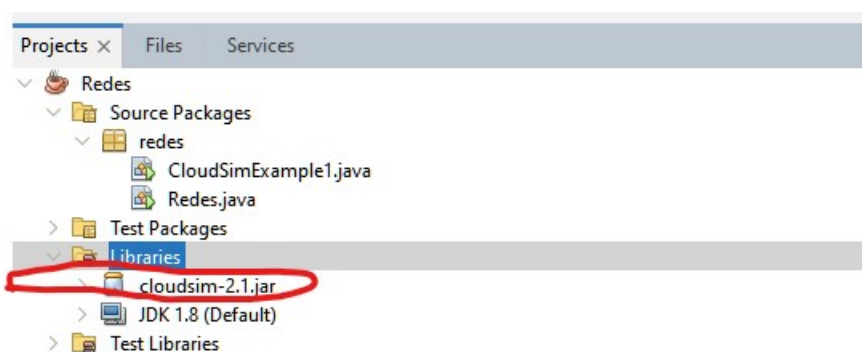 Projects × Files Services
Redes
Source Packages
redes
CloudSimExample1.java
Redes.java
Test Packages
Libraries
cloudsim-2.1.jar
JDK 1.8 (Default)
Test Libraries